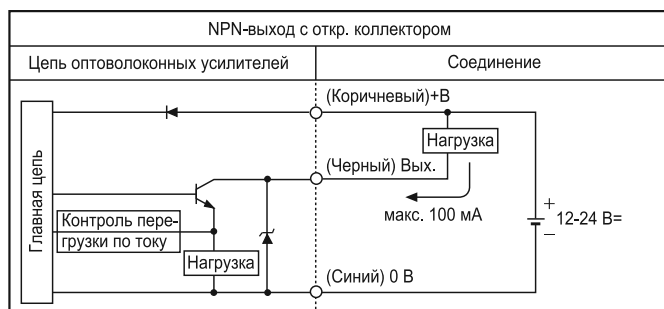 NPN-выход с откр. коллектором
Цепь оптоволоконных усилителей
Соединение
(Коричневый)+В
Нагрузка
(Черный) Вых.
макс. 100 мА
+
12-24 В=
–
Главная цепь
Контроль пере-
грузки по току
Нагрузка
(Синий) 0 В